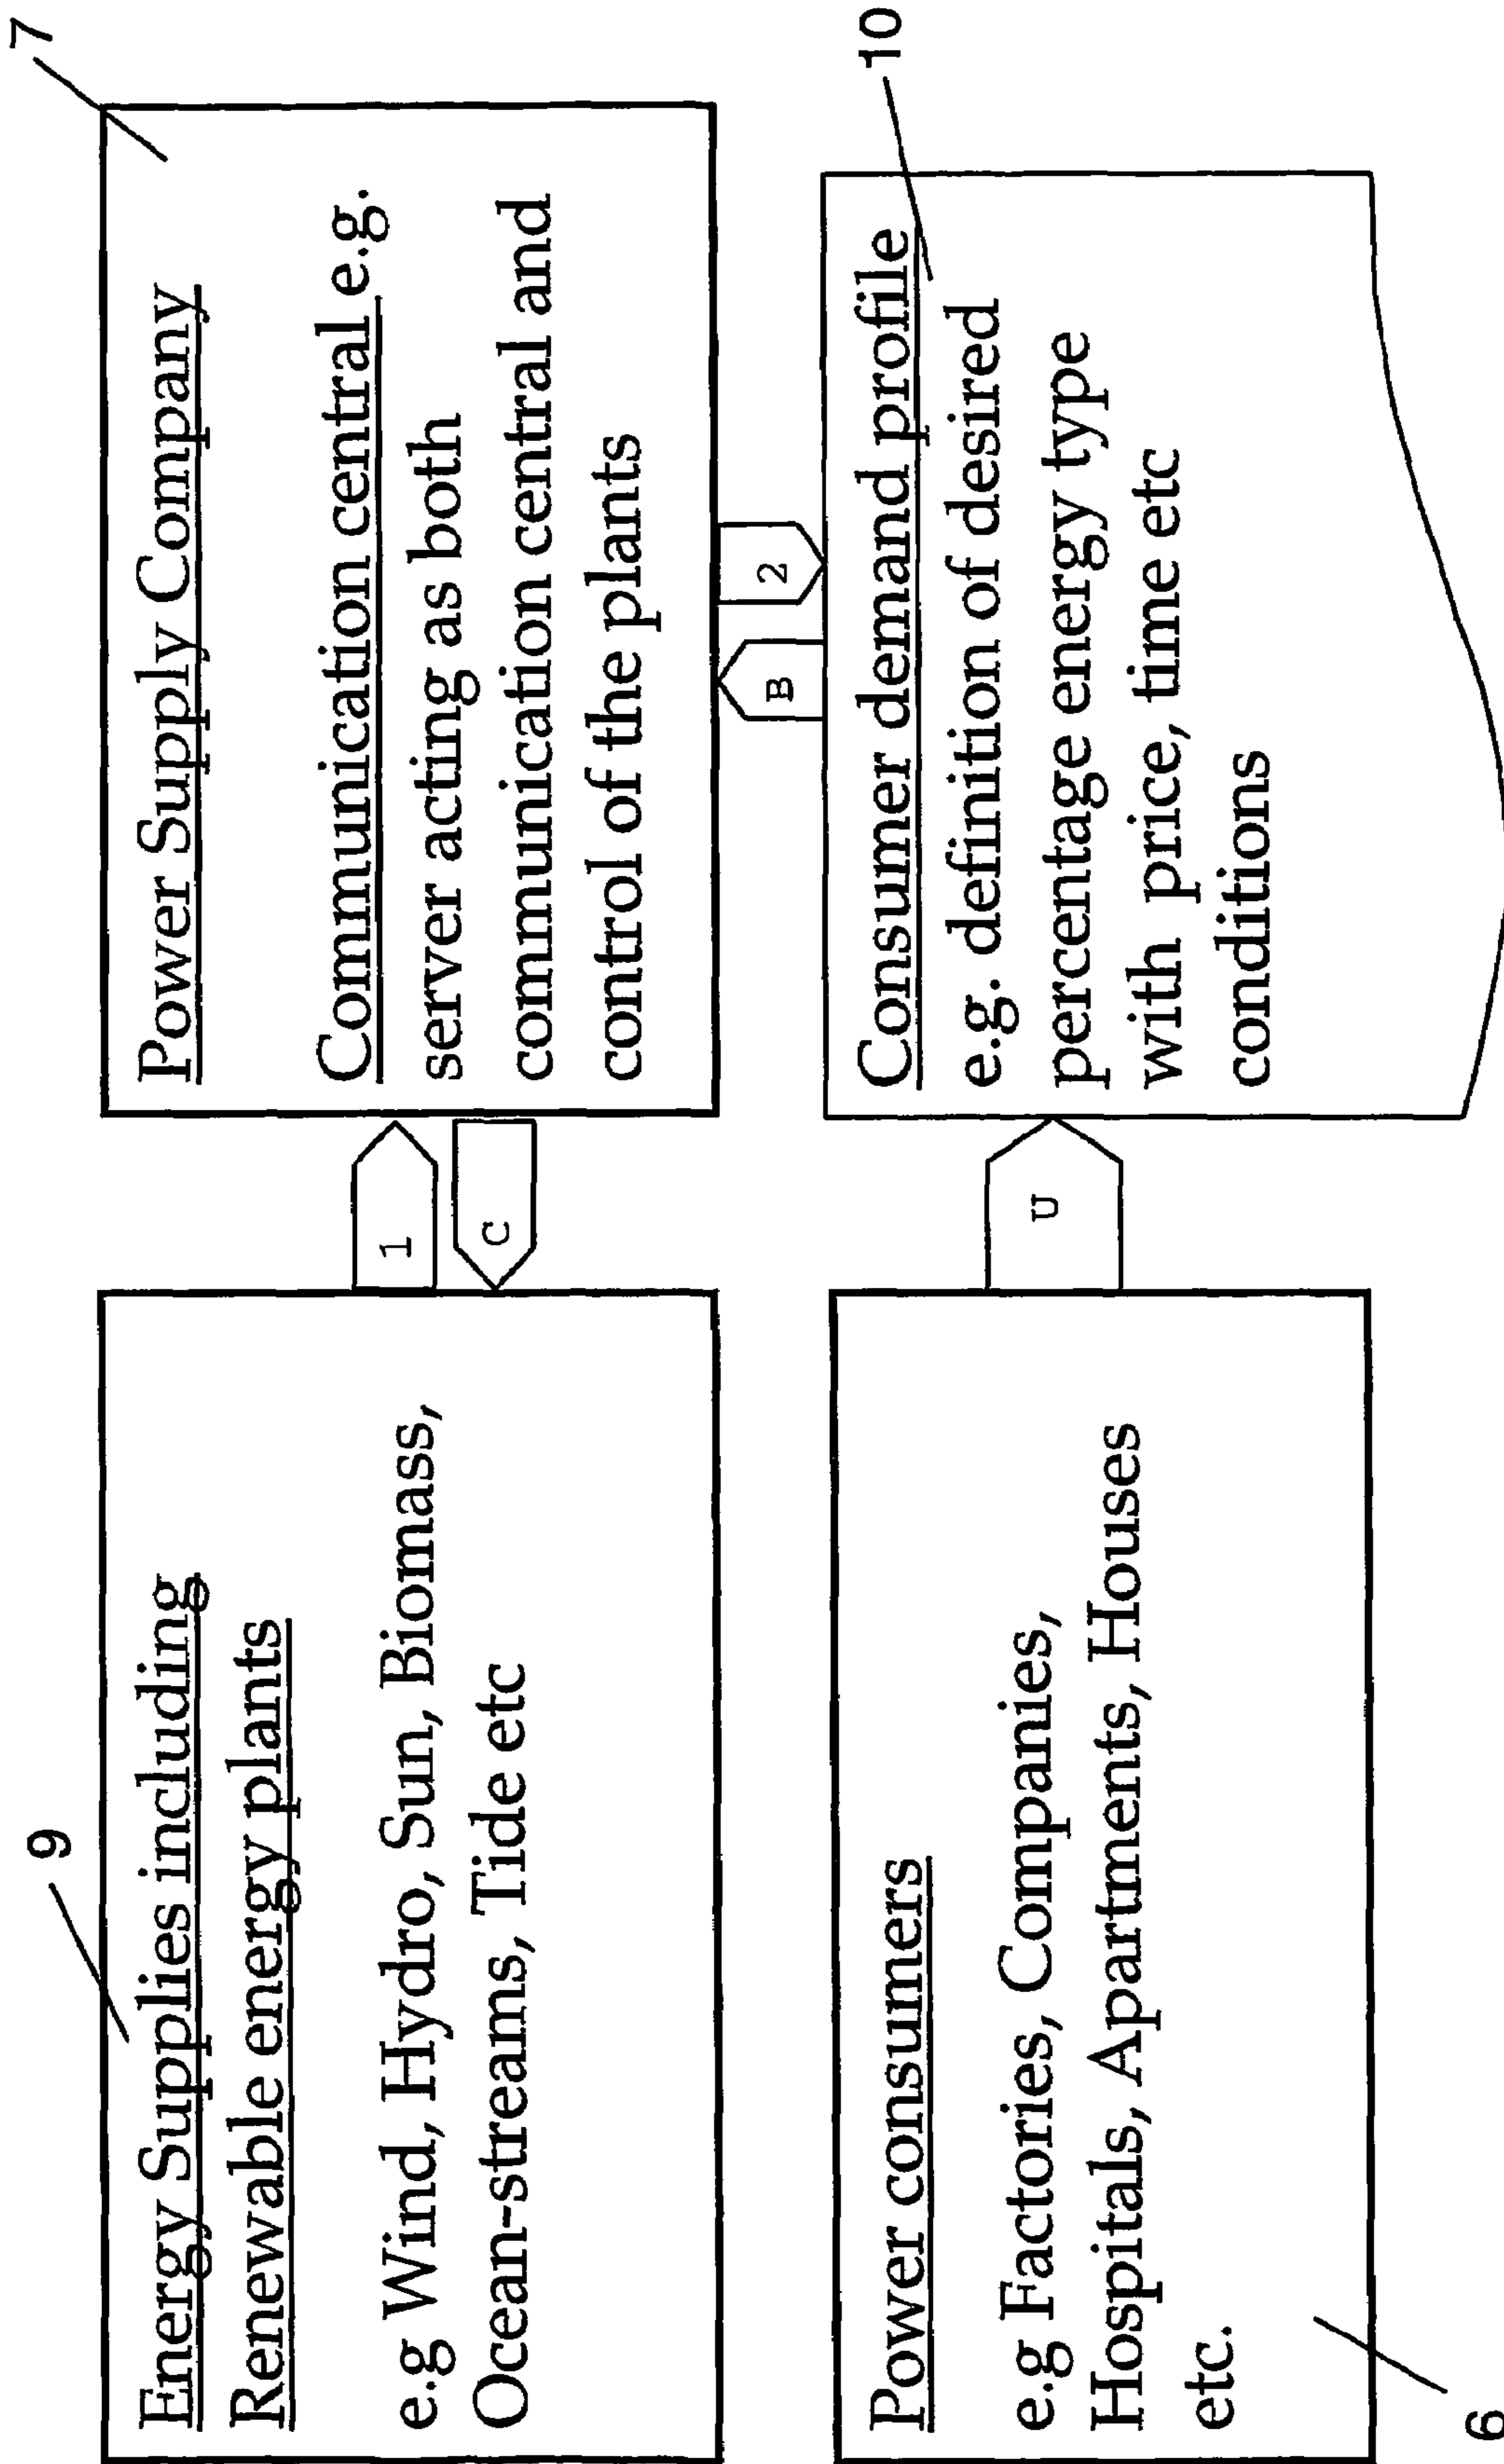 9
Energy Supplies including
Renewable energy plants
e.g Wind, Hydro, Sun, Biomass,
Ocean-streams, Tide etc
1
C
7
Power Supply Company
Communication central e.g.
server acting as both
communication central and
control of the plants
B
2
Power consumers
e.g Factories, Companies,
Hospitals, Apartments, Houses
etc.
6
U
10
Consumer demand profile
e.g. definition of desired
percentage energy type
with price, time etc
conditions